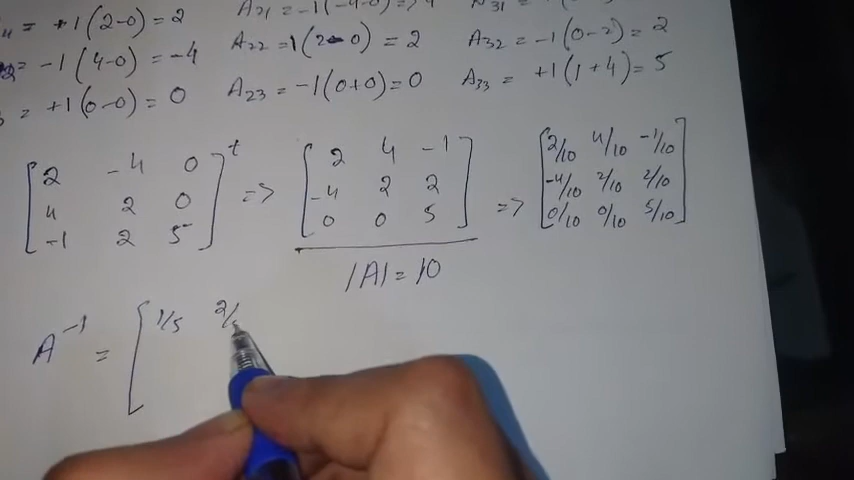 = +1(2-0) = 2 A21 = -1(-4-0) => 4 A31 =
= -1(4-0) = -4 A22 = 1(2-0) = 2 A32 = -1(0-2) = 2
= +1(0-0) = 0 A23 = -1(0+0) = 0 A33 = +1(1+4) = 5
[2 -4 0]t => [2 4 -1] => [2/10 4/10 -1/10]
[4 2 0] [-4 2 2] [-4/10 2/10 2/10]
[-1 2 5] [0 0 5] [0/10 0/10 5/10]
|A| = 10
A-1 = [1/5 2/